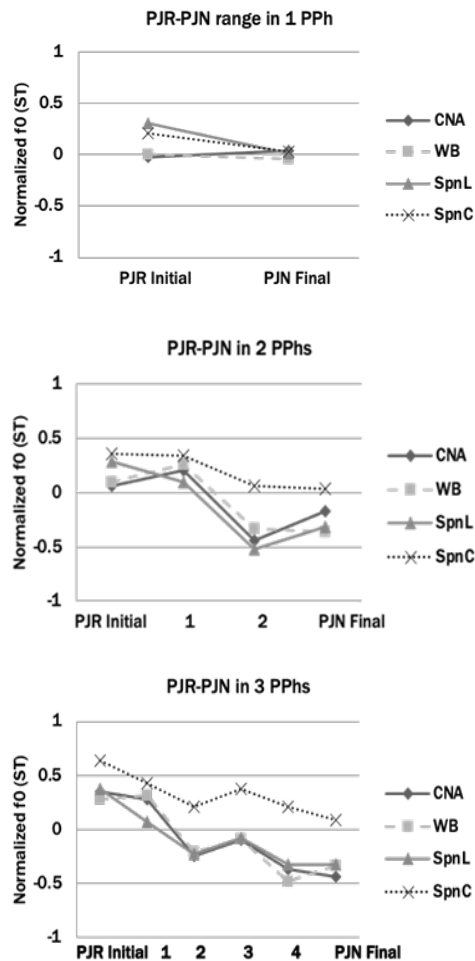 PJR-PJN range in 1 PPh
Normalized f0 (ST)
1
0.5
0
-0.5
-1
PJR Initial PJN Final
CNA
WB
SpnL
SpnC
PJR-PJN in 2 PPhs
Normalized f0 (ST)
1
0.5
0
-0.5
-1
PJR Initial 1 2 PJN Final
CNA
WB
SpnL
SpnC
PJR-PJN in 3 PPhs
Normalized f0 (ST)
1
0.5
0
-0.5
-1
PJR Initial 1 2 3 4 PJN Final
CNA
WB
SpnL
SpnC